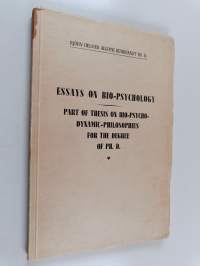 ESSAYS ON BIO-PSYCHOLOGY
PART OF THESIS ON BIO-PSYCHO-
DYNAMIC-PHILOSOPHIES
FOR THE DEGREE
OF PH. D.